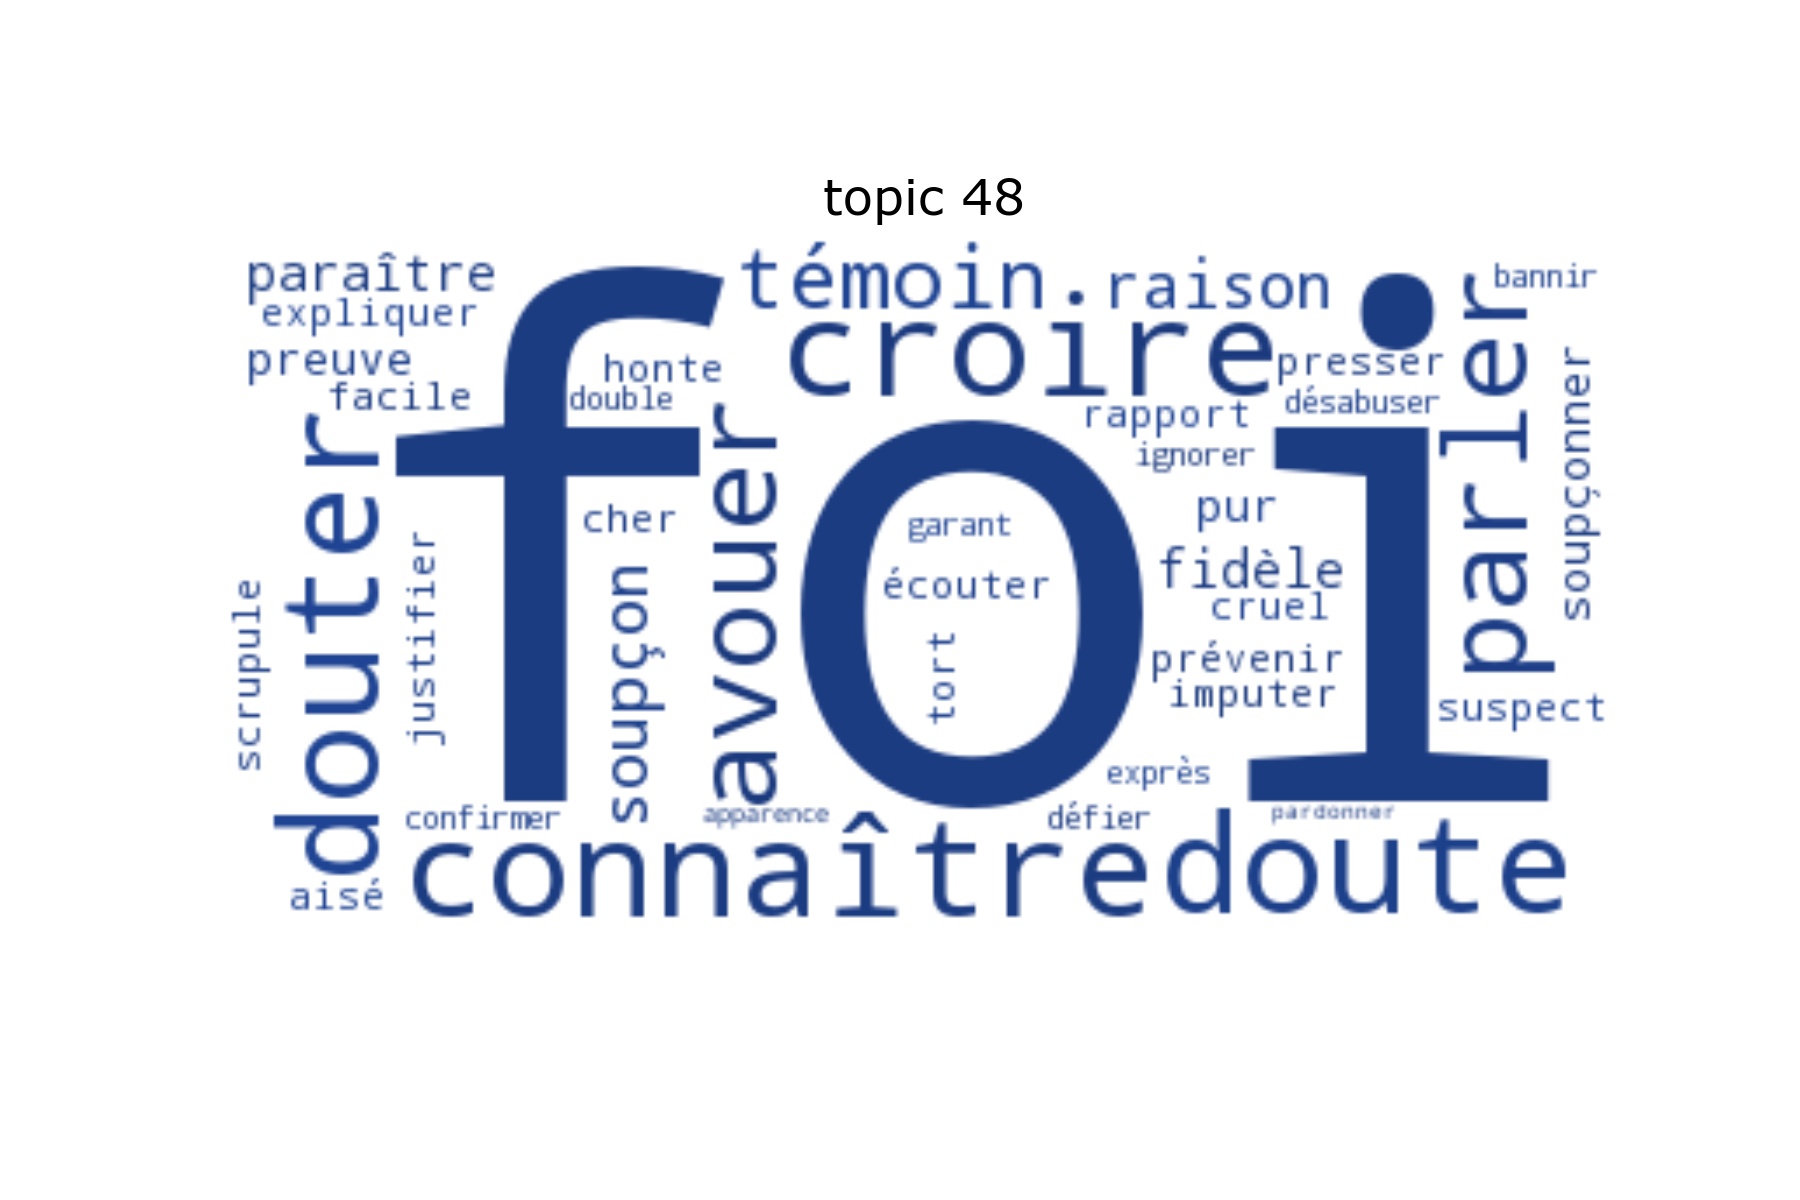 topic 48
témoin
paraître
raison
bannir
expliquer
croire
preuve
honte
presser
facile
double
désabuser
rapport
ignorer
foi
parler
soupçonner
douter
avouer
cher
pur
garant
fidèle
écouter
cruel
scrupule
justifier
soupçon
tort
prévenir
imputer
suspect
exprès
confirmer
apparence
défier
pardonner
aisé
connaître
doute